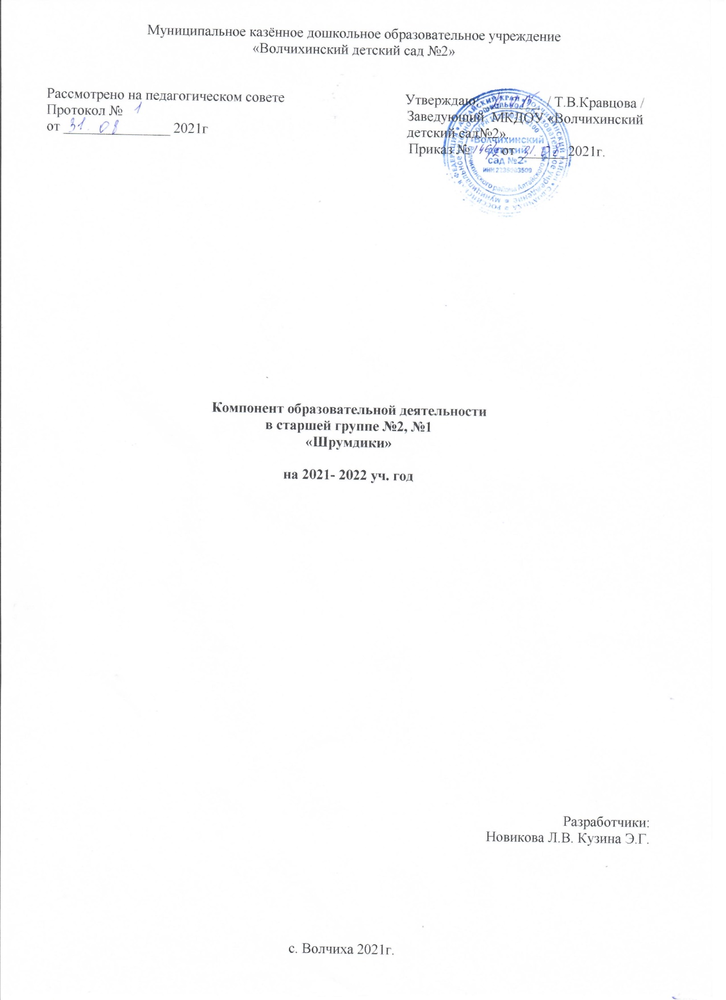 Муниципальное казённое дошкольное образовательное учреждение
«Волчихинский детский сад №2»
Рассмотрено на педагогическом совете
Протокол № 1
от 31. 08 2021г
Утверждаю / Т.В.Кравцова /
Заведующий МКДОУ «Волчихинский
детский сад№2».
Приказ № 146/2 от 31. 08 2021г.
Волчихинский
детский
сад №2
ИНН
Компонент образовательной деятельности
в старшей группе №2, №1
«Шрумдики»
на 2021- 2022 уч. год
Разработчики:
Новикова Л.В. Кузина Э.Г.
с. Волчиха 2021г.